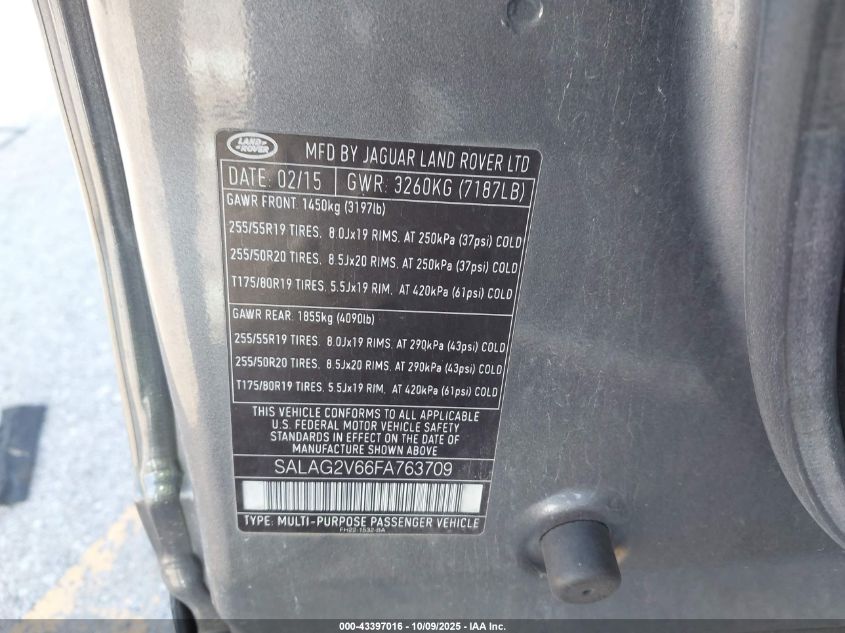 LAND ROVER
MFD BY JAGUAR LAND ROVER LTD
DATE: 02/15 GWR: 3260KG (7187LB)
GAWR FRONT: 1450kg (3197lb)
255/55R19 TIRES. 8.0Jx19 RIMS. AT 250kPa (37psi) COLD
255/50R20 TIRES. 8.5Jx20 RIMS. AT 250kPa (37psi) COLD
T175/80R19 TIRES. 5.5Jx19 RIM. AT 420kPa (61psi) COLD
GAWR REAR: 1855kg (4090lb)
255/55R19 TIRES. 8.0Jx19 RIMS. AT 290kPa (43psi) COLD
255/50R20 TIRES. 8.5Jx20 RIMS. AT 290kPa (43psi) COLD
T175/80R19 TIRES. 5.5Jx19 RIM. AT 420kPa (61psi) COLD
THIS VEHICLE CONFORMS TO ALL APPLICABLE
U.S. FEDERAL MOTOR VEHICLE SAFETY
STANDARDS IN EFFECT ON THE DATE OF
MANUFACTURE SHOWN ABOVE
SALAG2V66FA763709
TYPE: MULTI-PURPOSE PASSENGER VEHICLE
FH22-1532-BA
000-43397016 - 10/09/2025 - IAA Inc.